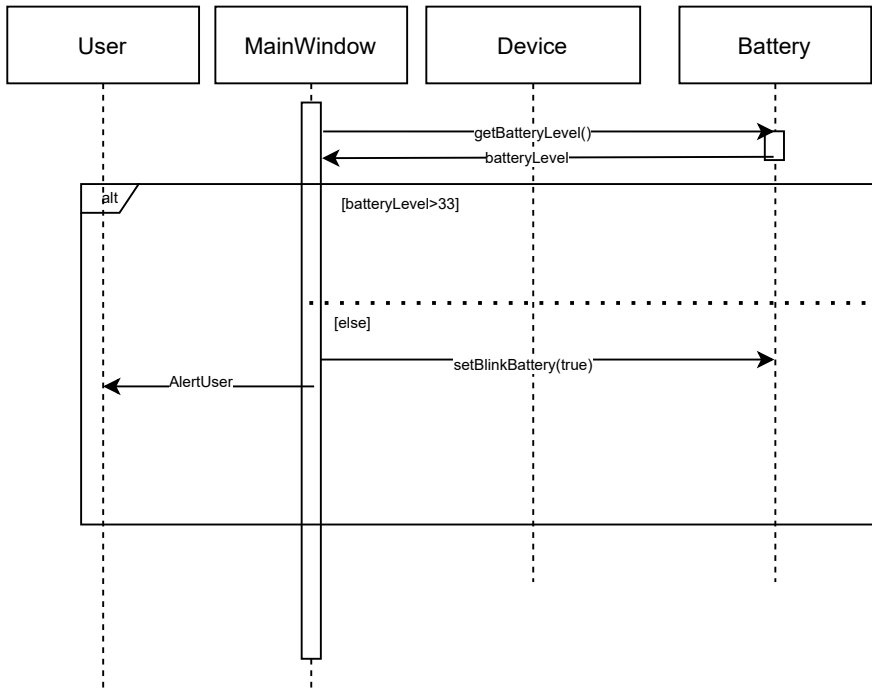 User
MainWindow
Device
Battery
getBatteryLevel()
batteryLevel
alt
[batteryLevel>33]
[else]
setBlinkBattery(true)
AlertUser